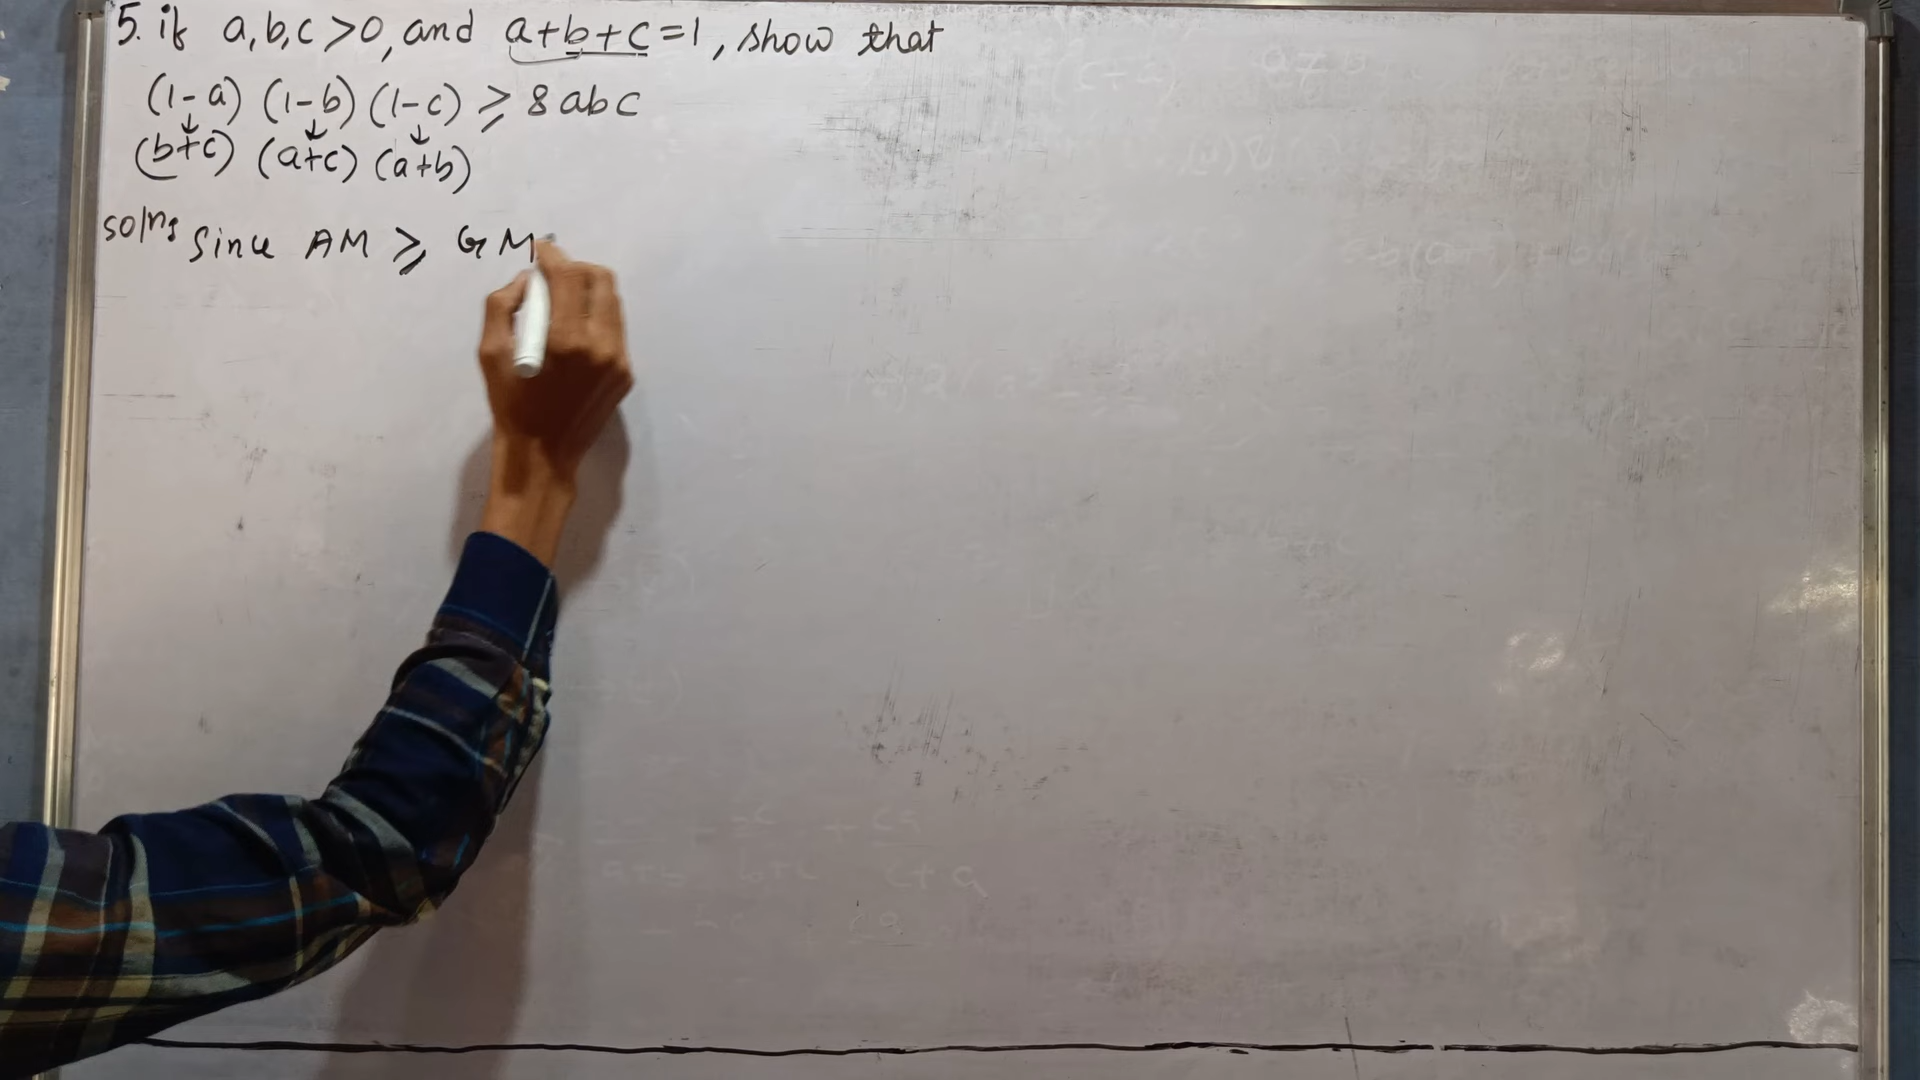 5. if a,b,c >0, and a+b+c =1, show that
(1-a) (1-b) (1-c) ≥ 8abc
↓ ↓ ↓
(b+c) (a+c) (a+b)
soln: Since AM ≥ GM